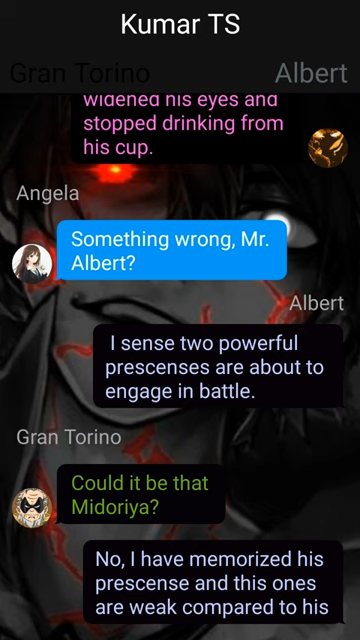 Kumar TS
Gran Torino
Albert
widened his eyes and
stopped drinking from
his cup.
Angela
Something wrong, Mr.
Albert?
Albert
I sense two powerful
prescenses are about to
engage in battle.
Gran Torino
Could it be that
Midoriya?
No, I have memorized his
prescense and this ones
are weak compared to his